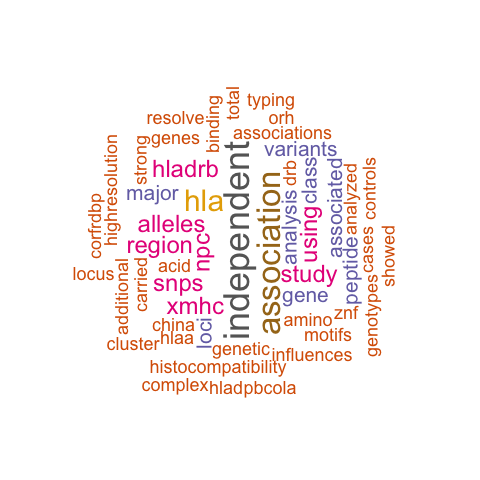 binding
total
typing
resolve
orh
genes
associations
strong
independent
variants
highresolution
hladrb
drb
class
major
hla
association
analysis
associated
analyzed
controls
corfrdbp
alleles
using
region
npc
study
peptide
cases
showed
locus
acid
snps
gene
genotypes
additional
carried
xmhc
znf
china
loci
amino
hlaa
motifs
cluster
genetic
influences
histocompatibility
complex
hladpbcola